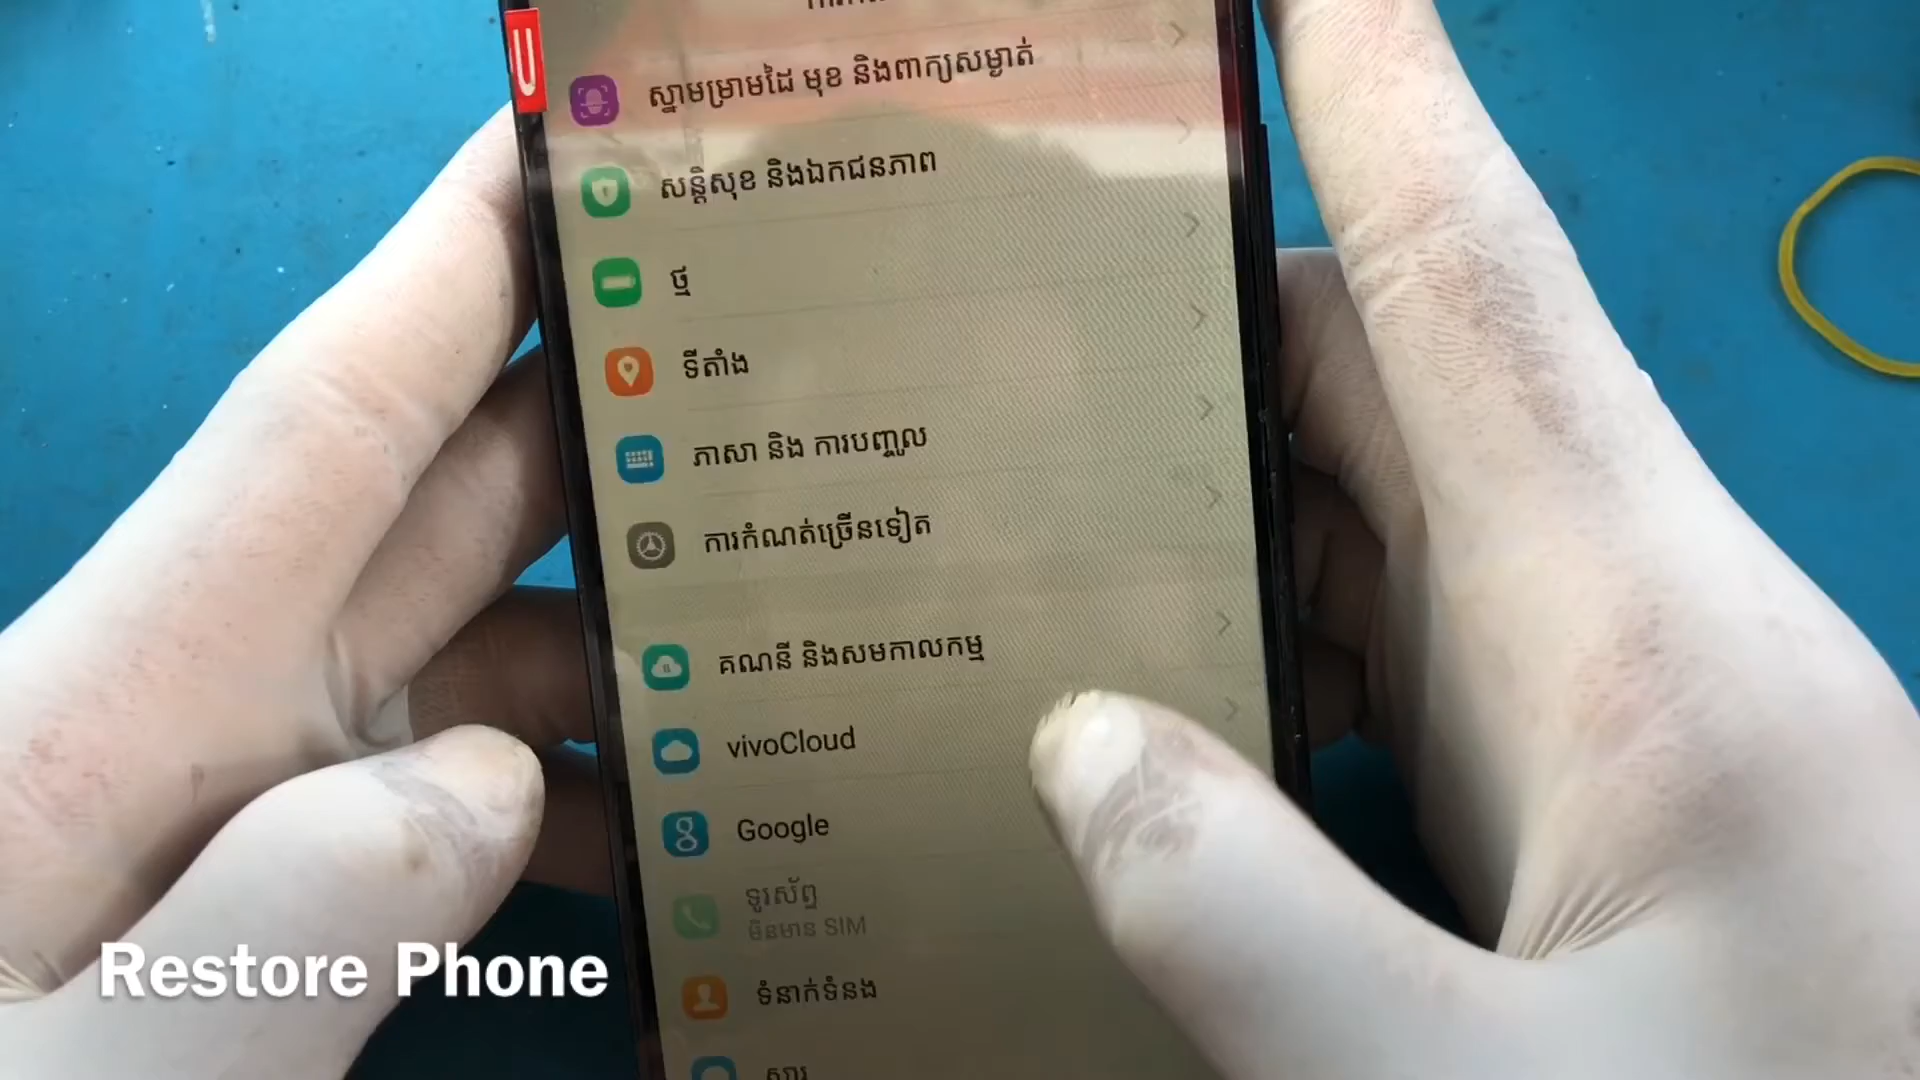 ស្នាមម្រាមដៃ មុខ និងពាក្យសម្ងាត់
សន្តិសុខ និងឯកជនភាព
ថ្ម
ទីតាំង
ភាសា និង ការបញ្ចូល
ការកំណត់ច្រើនទៀត
គណនី និងសមកាលកម្ម
vivoCloud
Google
ទូរស័ព្ទ
មិនមាន SIM
ទំនាក់ទំនង
សារ
Restore Phone